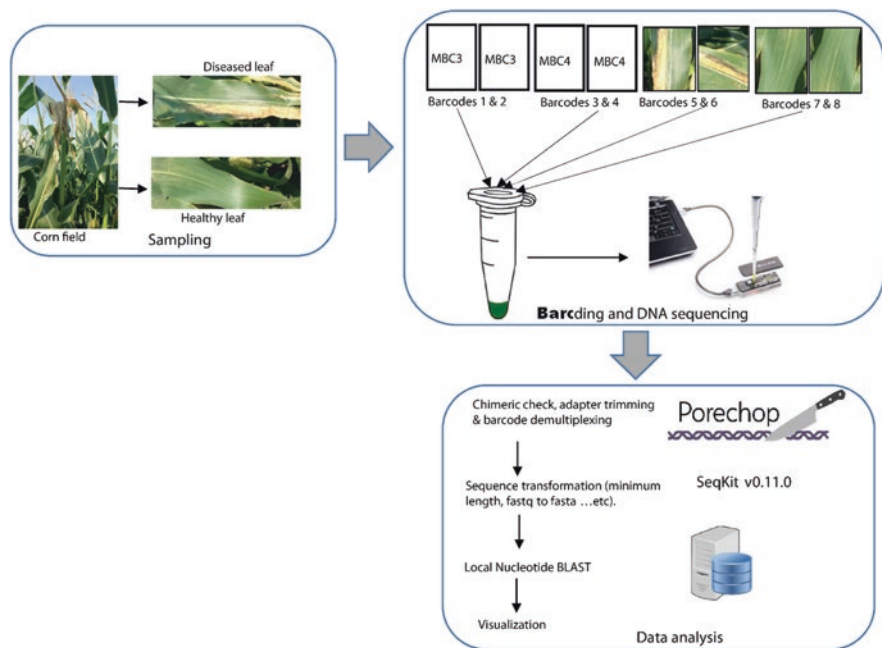 Diseased leaf
Healthy leaf
Corn field
Sampling
MBC3
MBC3
MBC4
MBC4
Barcodes 1 & 2
Barcodes 3 & 4
Barcodes 5 & 6
Barcodes 7 & 8
Barcding and DNA sequencing
Chimeric check, adapter trimming
& barcode demultiplexing
Porechop
Sequence transformation (minimum
length, fastq to fasta ...etc).
SeqKit v0.11.0
Local Nucleotide BLAST
Visualization
Data analysis